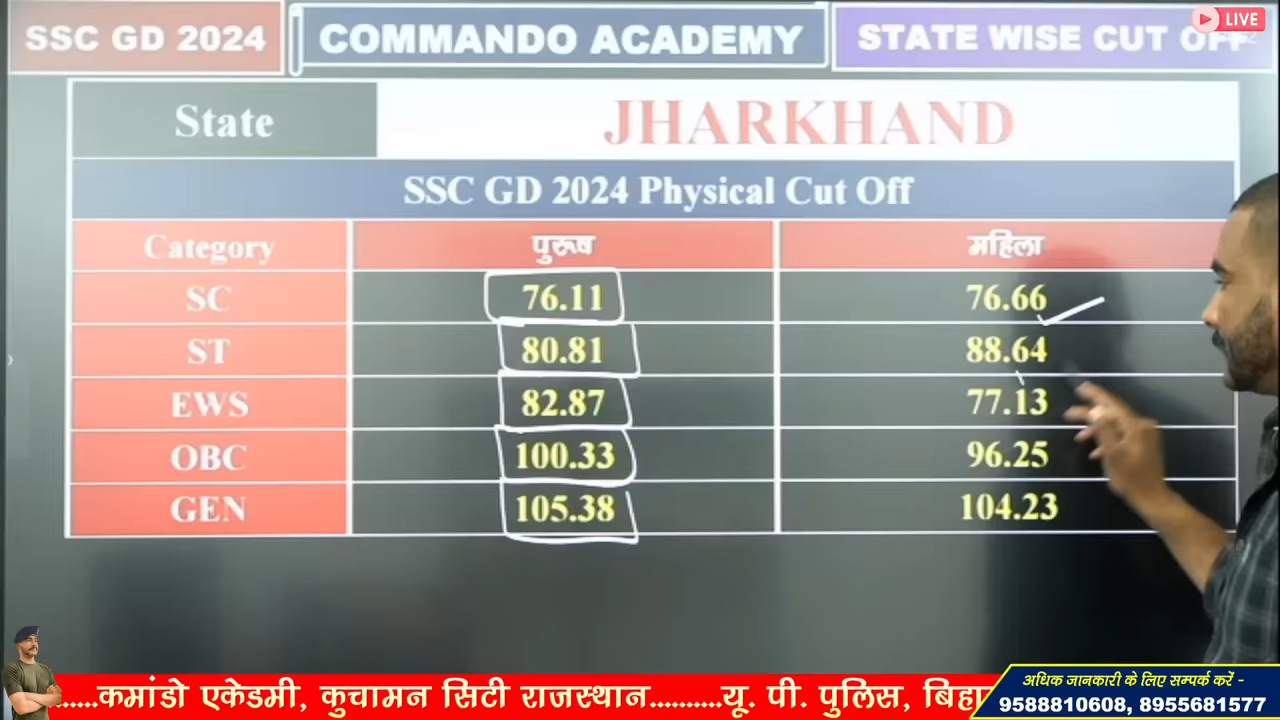 SSC GD 2024
COMMANDO ACADEMY
STATE WISE CUT OFF
LIVE
State
JHARKHAND
SSC GD 2024 Physical Cut Off
Category पुरूष महिला
SC 76.11 76.66
ST 80.81 88.64
EWS 82.87 77.13
OBC 100.33 96.25
GEN 105.38 104.23
......कमांडो एकेडमी, कुचामन सिटी राजस्थान..........यू. पी. पुलिस,
अधिक जानकारी के लिए सम्पर्क करें -
9588810608, 8955681577